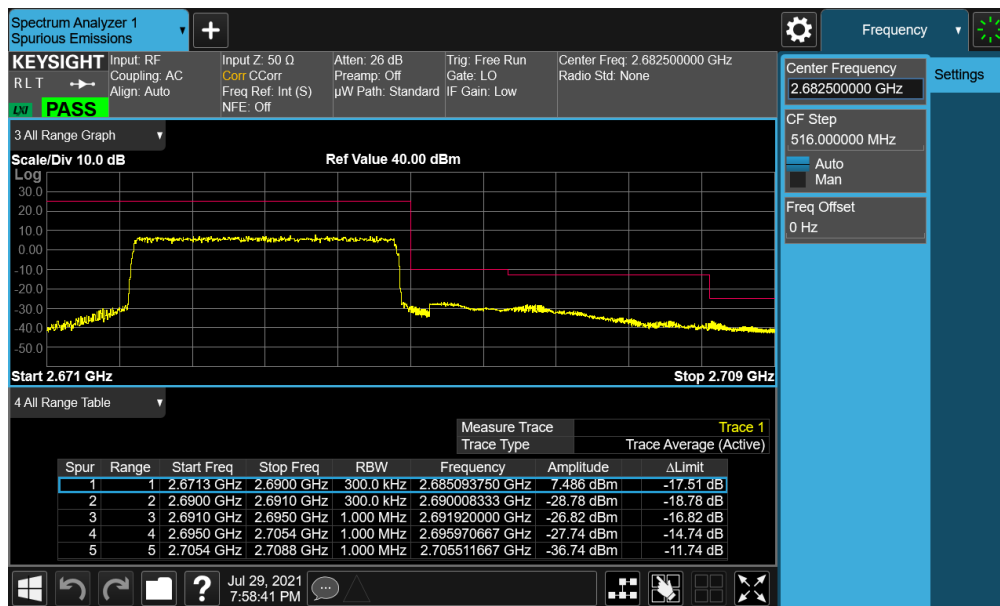 Spectrum Analyzer 1
Spurious Emissions
Frequency
KEYSIGHT
RLT
LXI
PASS
Input: RF
Coupling: AC
Align: Auto
Input Z: 50 Ω
Corr CCorr
Freq Ref: Int (S)
NFE: Off
Atten: 26 dB
Preamp: Off
µW Path: Standard
Trig: Free Run
Gate: LO
IF Gain: Low
Center Freq: 2.682500000 GHz
Radio Std: None
Center Frequency
2.682500000 GHz
Settings
CF Step
516.000000 MHz
Auto
Man
Freq Offset
0 Hz
3 All Range Graph
Scale/Div 10.0 dB
Ref Value 40.00 dBm
Log
30.0
20.0
10.0
0.00
-10.0
-20.0
-30.0
-40.0
-50.0
Start 2.671 GHz
Stop 2.709 GHz
4 All Range Table
Measure Trace Trace 1
Trace Type Trace Average (Active)
Spur Range Start Freq Stop Freq RBW Frequency Amplitude ΔLimit
1 1 2.6713 GHz 2.6900 GHz 300.0 kHz 2.685093750 GHz 7.486 dBm -17.51 dB
2 2 2.6900 GHz 2.6910 GHz 300.0 kHz 2.690008333 GHz -28.78 dBm -18.78 dB
3 3 2.6910 GHz 2.6950 GHz 1.000 MHz 2.691920000 GHz -26.82 dBm -16.82 dB
4 4 2.6950 GHz 2.7054 GHz 1.000 MHz 2.695970667 GHz -27.74 dBm -14.74 dB
5 5 2.7054 GHz 2.7088 GHz 1.000 MHz 2.705511667 GHz -36.74 dBm -11.74 dB
Jul 29, 2021
7:58:41 PM